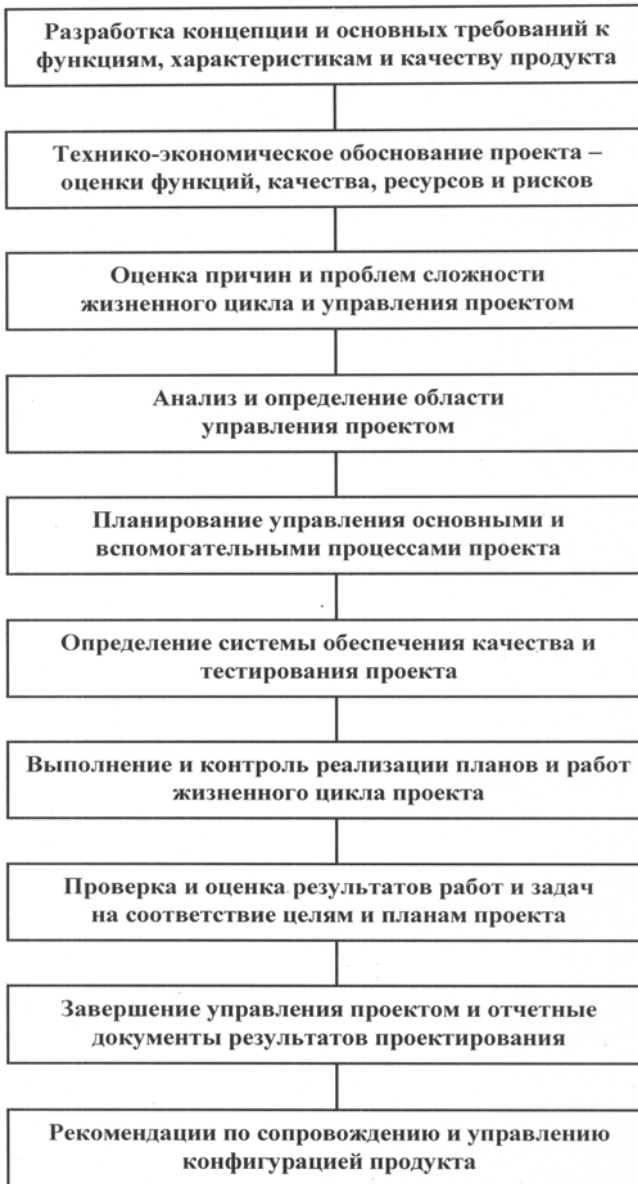 Разработка концепции и основных требований к
функциям, характеристикам и качеству продукта
Технико-экономическое обоснование проекта –
оценки функций, качества, ресурсов и рисков
Оценка причин и проблем сложности
жизненного цикла и управления проектом
Анализ и определение области
управления проектом
Планирование управления основными и
вспомогательными процессами проекта
Определение системы обеспечения качества и
тестирования проекта
Выполнение и контроль реализации планов и работ
жизненного цикла проекта
Проверка и оценка результатов работ и задач
на соответствие целям и планам проекта
Завершение управления проектом и отчетные
документы результатов проектирования
Рекомендации по сопровождению и управлению
конфигурацией продукта